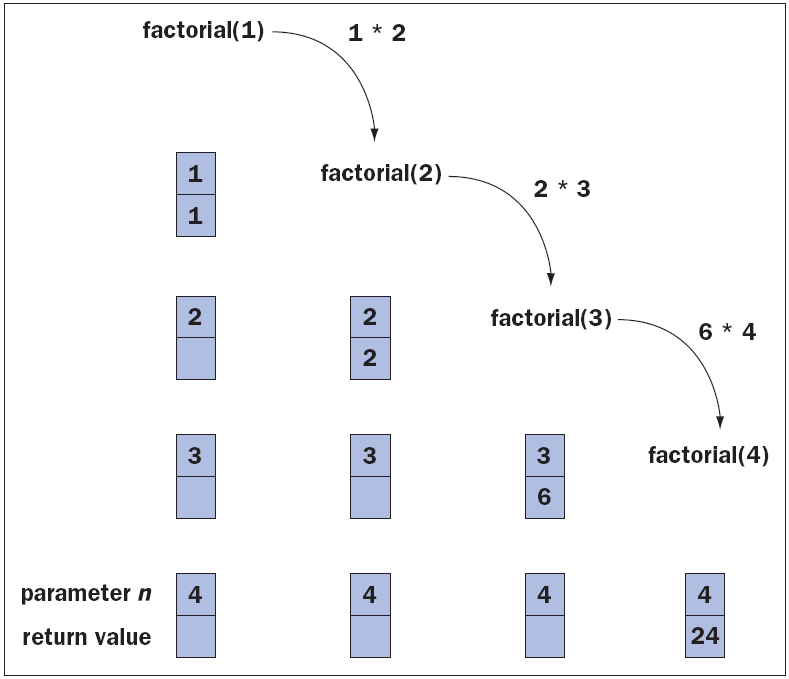 factorial(1) 1 * 2
1 factorial(2) 2 * 3
1
2 2 factorial(3) 6 * 4
2
3 3 3 factorial(4)
6
parameter n 4 4 4 4
return value 24